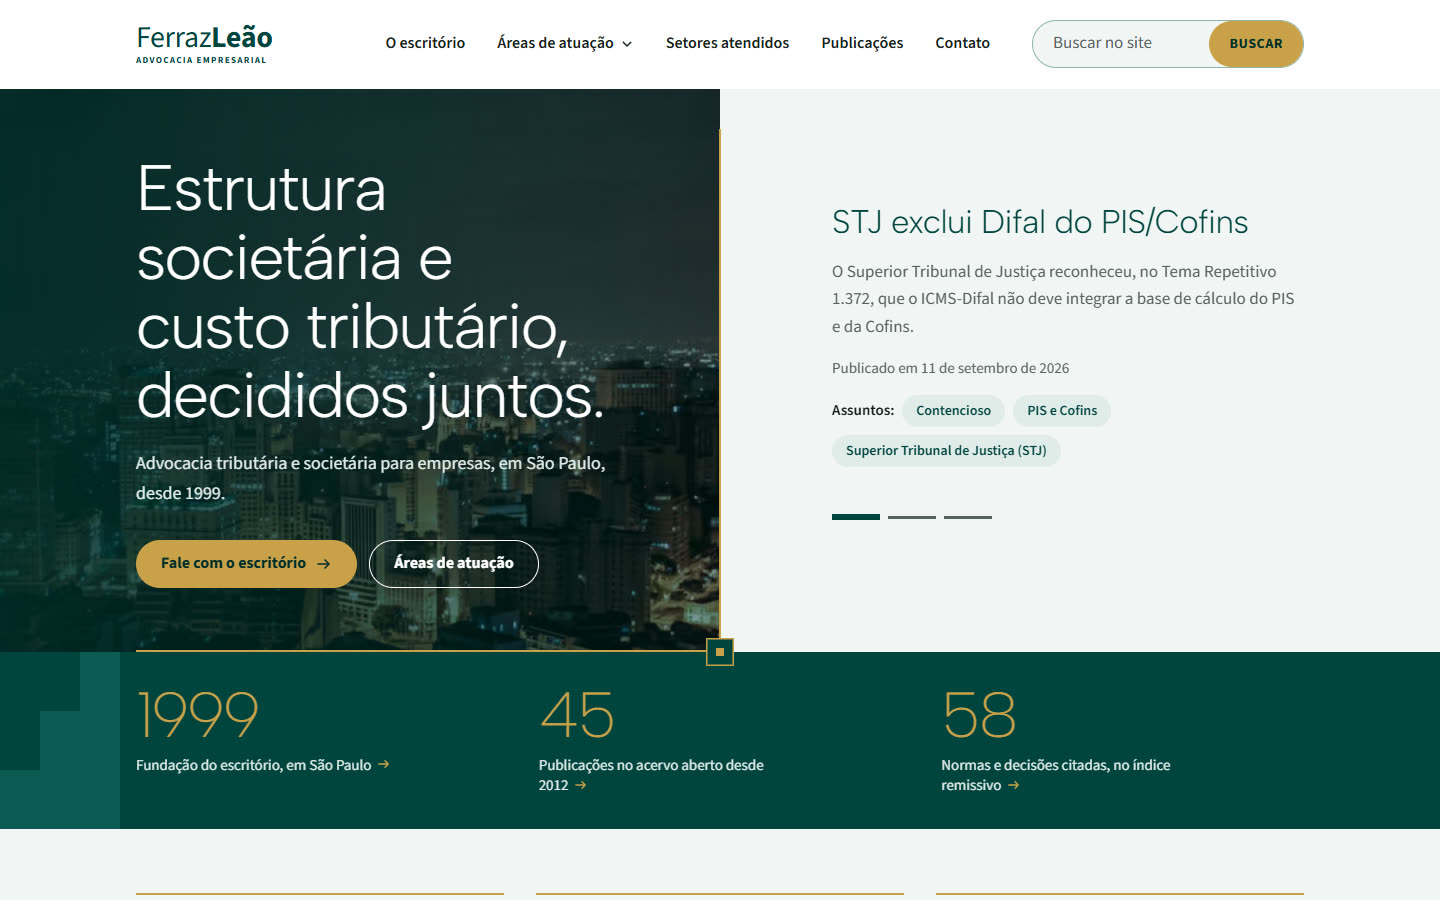 FerrazLeão
ADVOCACIA EMPRESARIAL
O escritório
Áreas de atuação
Setores atendidos
Publicações
Contato
Buscar no site
BUSCAR
Estrutura
societária e
custo tributário,
decididos juntos.
Advocacia tributária e societária para empresas, em São Paulo,
desde 1999.
Fale com o escritório →
Áreas de atuação
STJ exclui Difal do PIS/Cofins
O Superior Tribunal de Justiça reconheceu, no Tema Repetitivo
1.372, que o ICMS-Difal não deve integrar a base de cálculo do PIS
e da Cofins.
Publicado em 11 de setembro de 2026
Assuntos: Contencioso PIS e Cofins
Superior Tribunal de Justiça (STJ)
1999
Fundação do escritório, em São Paulo →
45
Publicações no acervo aberto desde
2012 →
58
Normas e decisões citadas, no índice
remissivo →